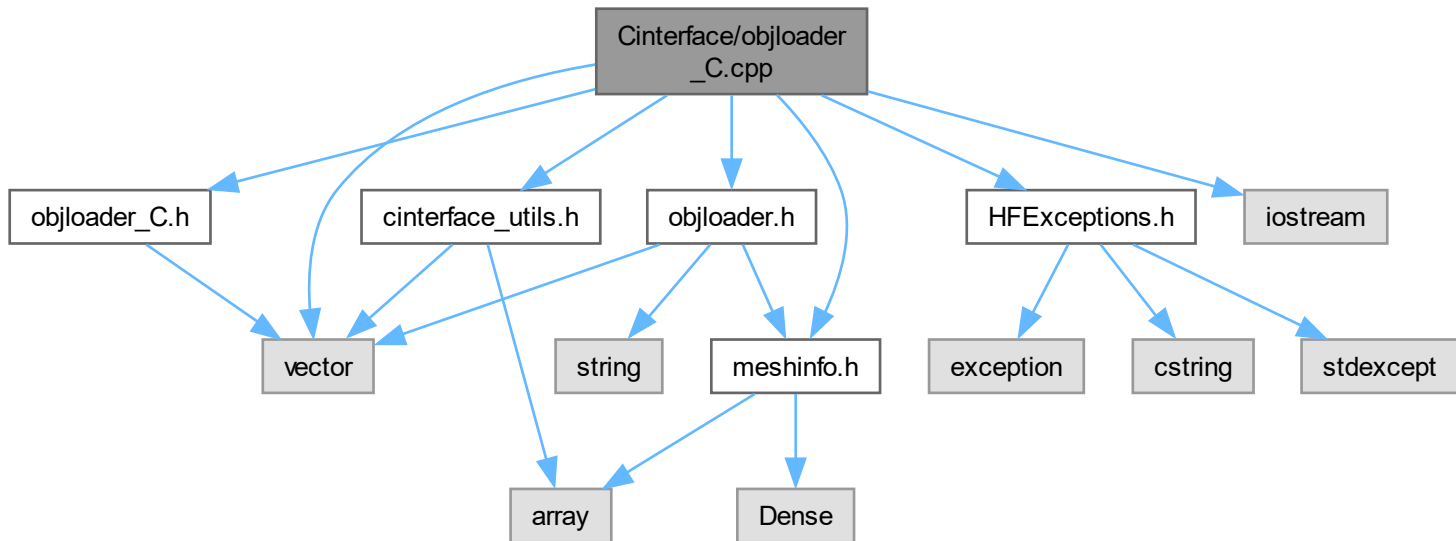 Cinterface/objloader
_C.cpp
objloader_C.h
cinterface_utils.h
objloader.h
HFExceptions.h
iostream
vector
string
meshinfo.h
exception
cstring
stdexcept
array
Dense